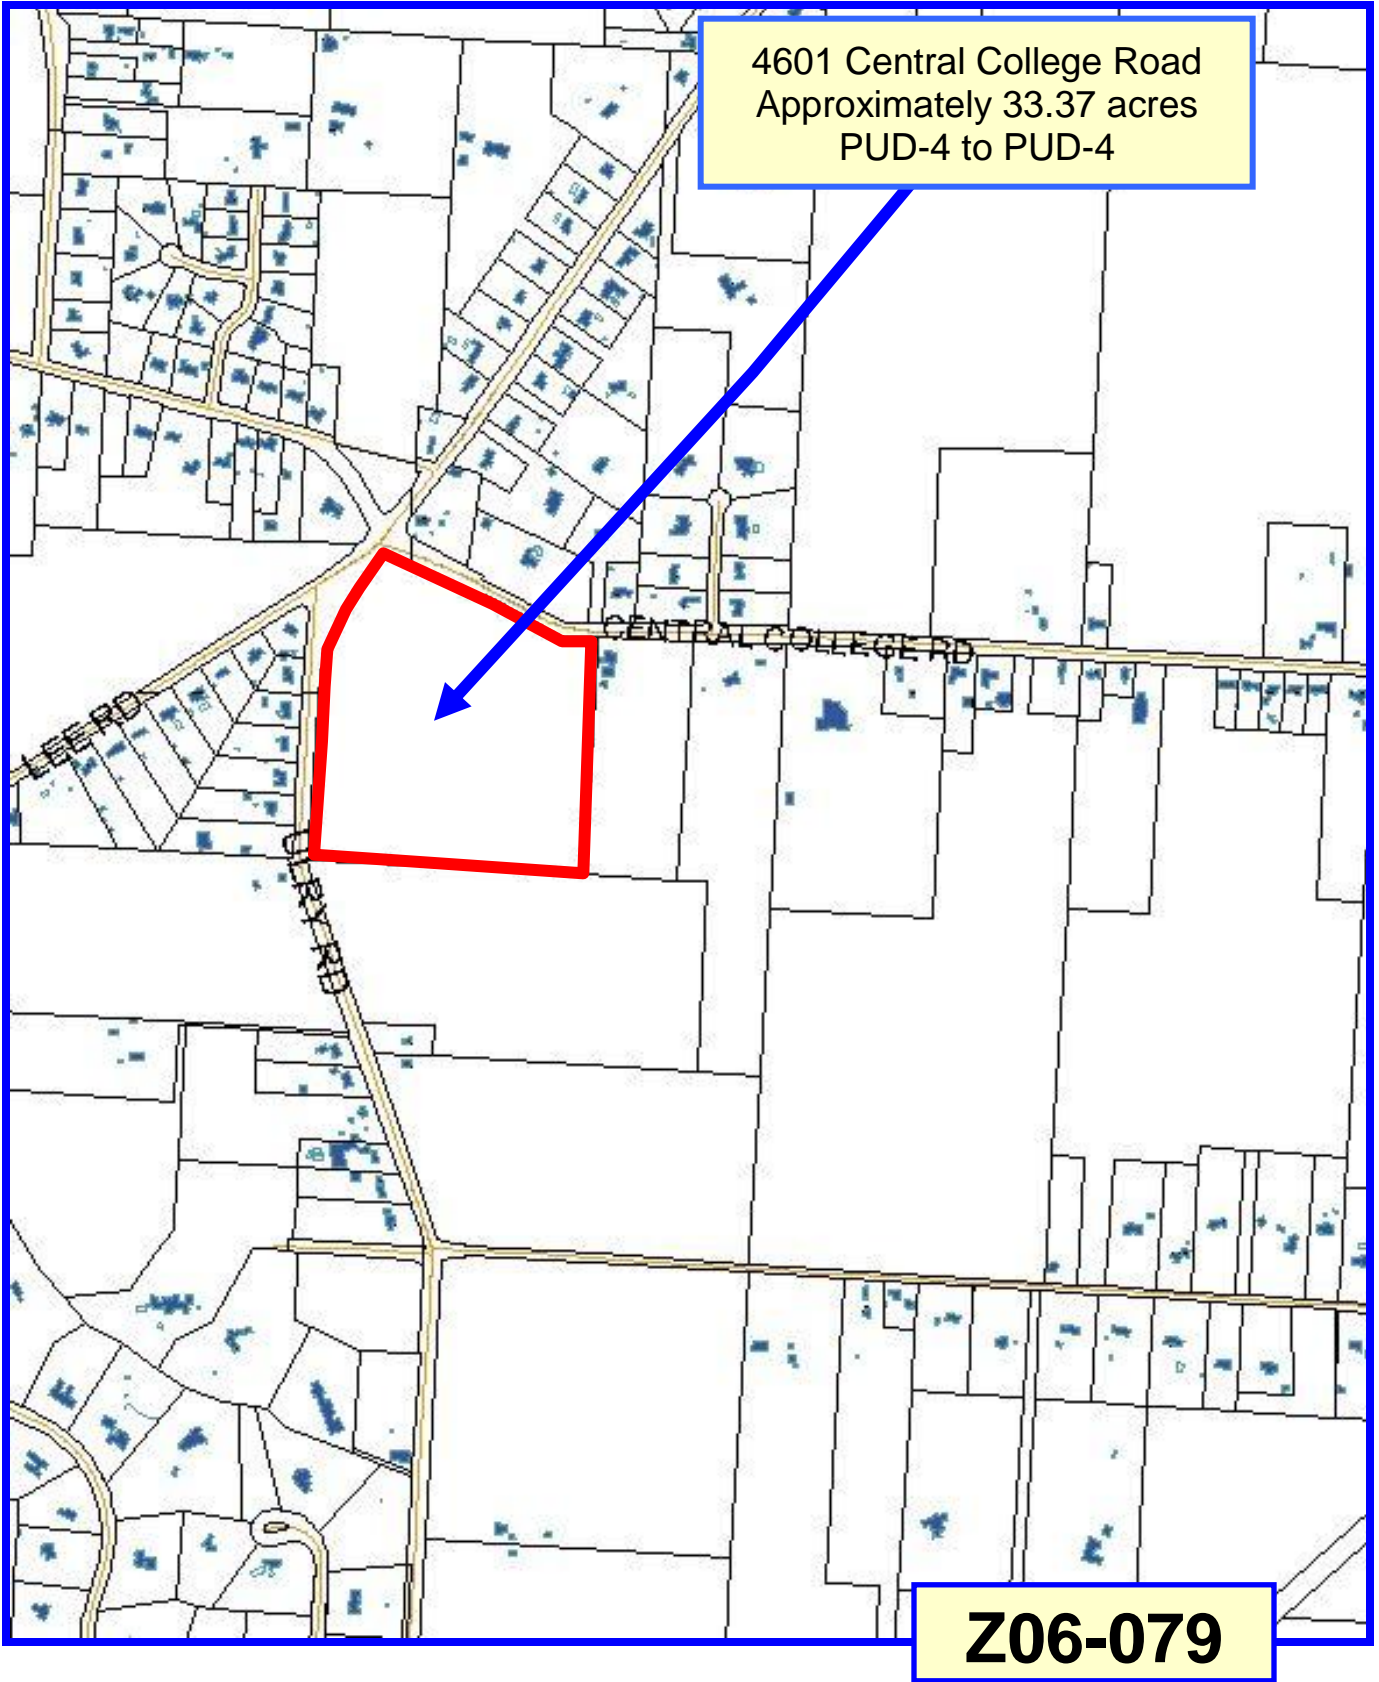 4601 Central College Road
Approximately 33.37 acres
PUD-4 to PUD-4
CENTRAL COLLEGE RD
LEE RD
RD
Z06-079